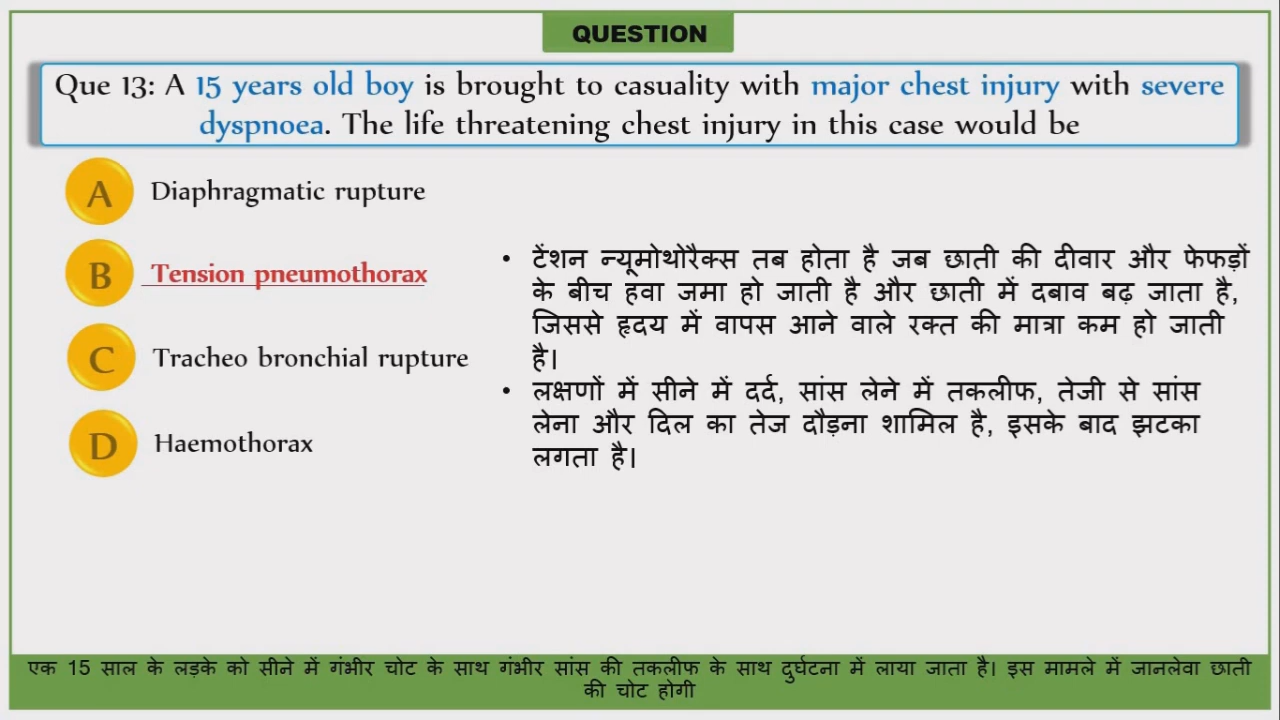 QUESTION
Que 13: A 15 years old boy is brought to casuality with major chest injury with severe
dyspnoea. The life threatening chest injury in this case would be
A Diaphragmatic rupture
B Tension pneumothorax
C Tracheo bronchial rupture
D Haemothorax
• टेंशन न्यूमोथोरैक्स तब होता है जब छाती की दीवार और फेफड़ों
के बीच हवा जमा हो जाती है और छाती में दबाव बढ़ जाता है,
जिससे हृदय में वापस आने वाले रक्त की मात्रा कम हो जाती
है।
• लक्षणों में सीने में दर्द, सांस लेने में तकलीफ, तेजी से सांस
लेना और दिल का तेज दौड़ना शामिल है, इसके बाद झटका
लगता है।
एक 15 साल के लड़के को सीने में गंभीर चोट के साथ गंभीर सांस की तकलीफ के साथ दुर्घटना में लाया जाता है। इस मामले में जानलेवा छाती
की चोट होगी